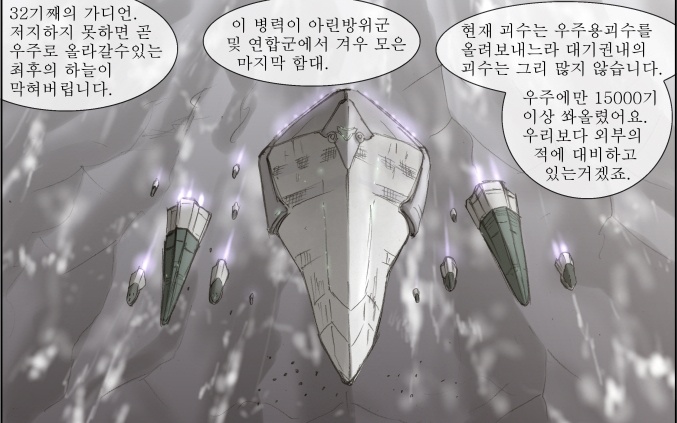 32기째의 가디언.
저지하지 못하면 곧
우주로 올라갈수있는
최후의 하늘이
막혀버립니다.
이 병력이 아린방위군
및 연합군에서 겨우 모은
마지막 함대.
현재 괴수는 우주용괴수를
올려보내느라 대기권내의
괴수는 그리 많지 않습니다.
우주에만 15000기
이상 쏴올렸어요.
우리보다 외부의
적에 대비하고
있는거겠죠.